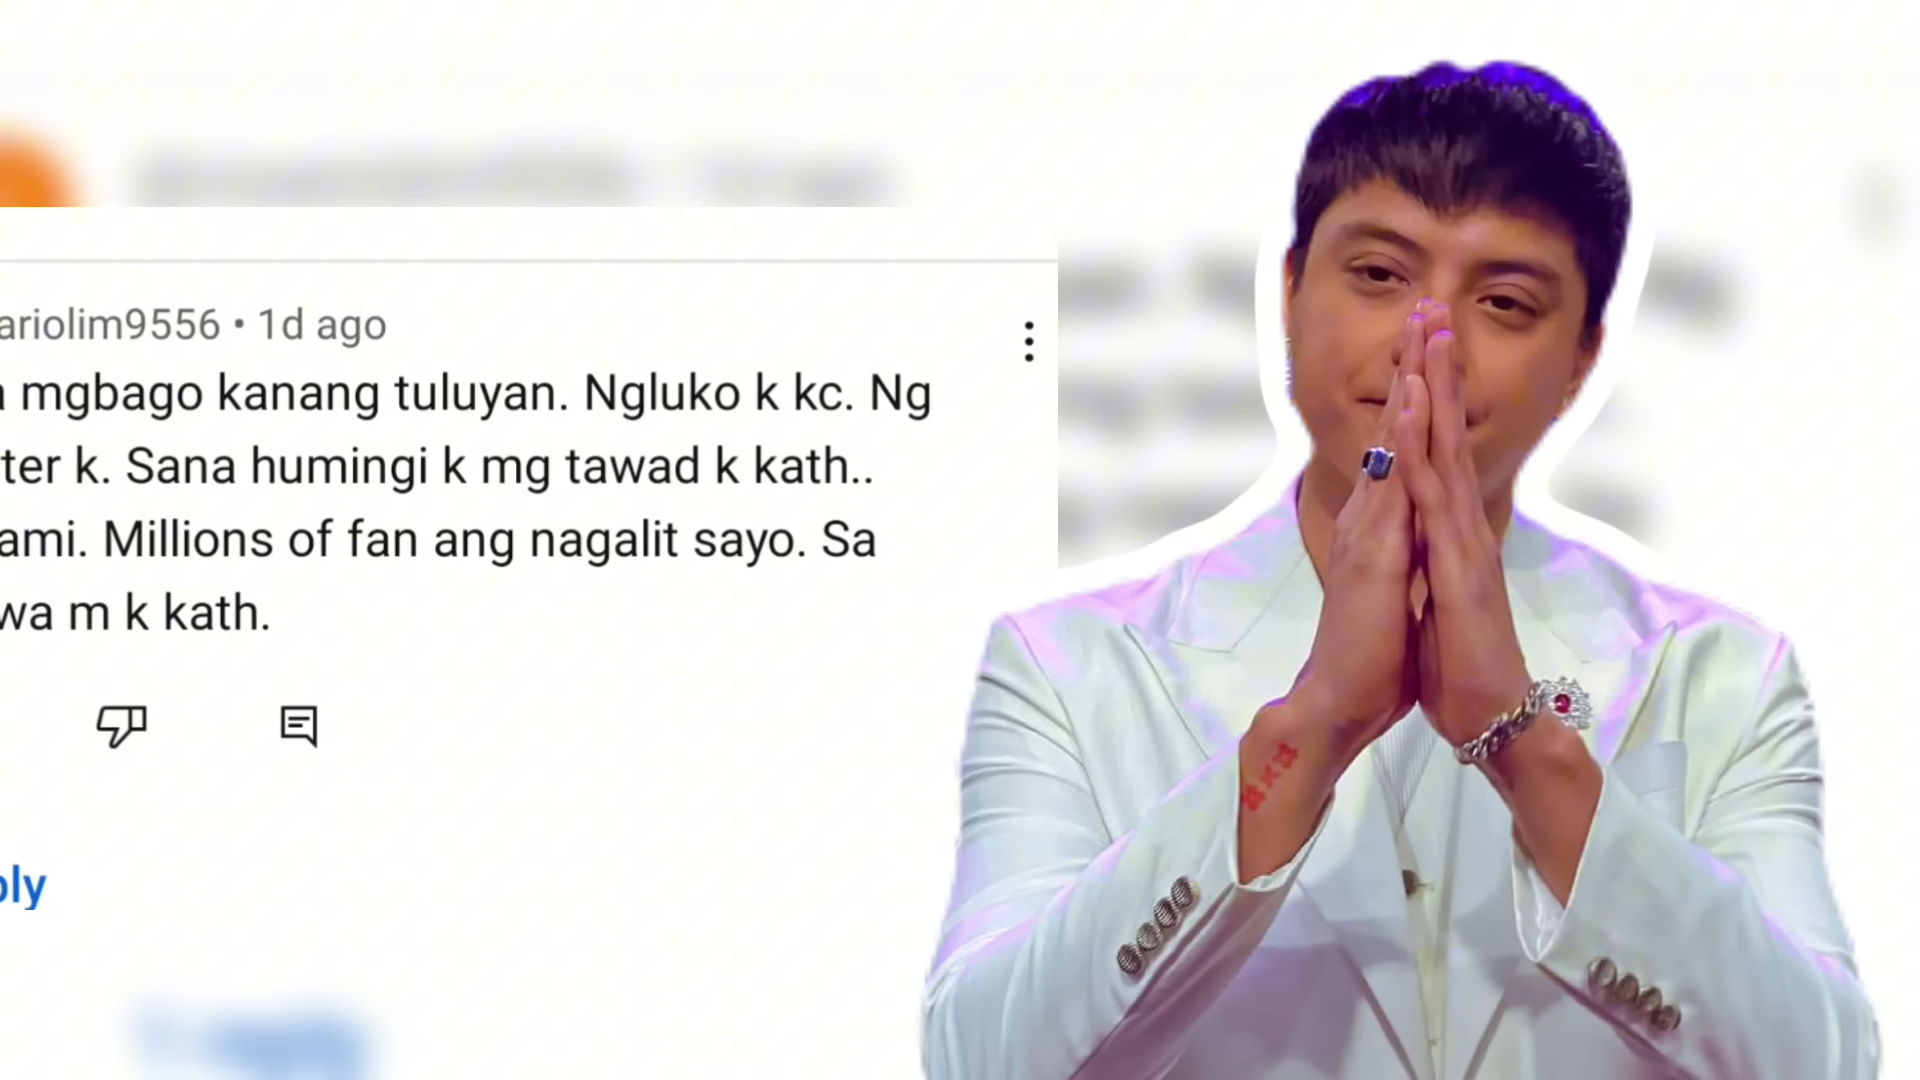 ariolim9556 • 1d ago
mgbago kanang tuluyan. Ngluko k kc. Ng
ter k. Sana humingi k mg tawad k kath..
ami. Millions of fan ang nagalit sayo. Sa
wa m k kath.
ply